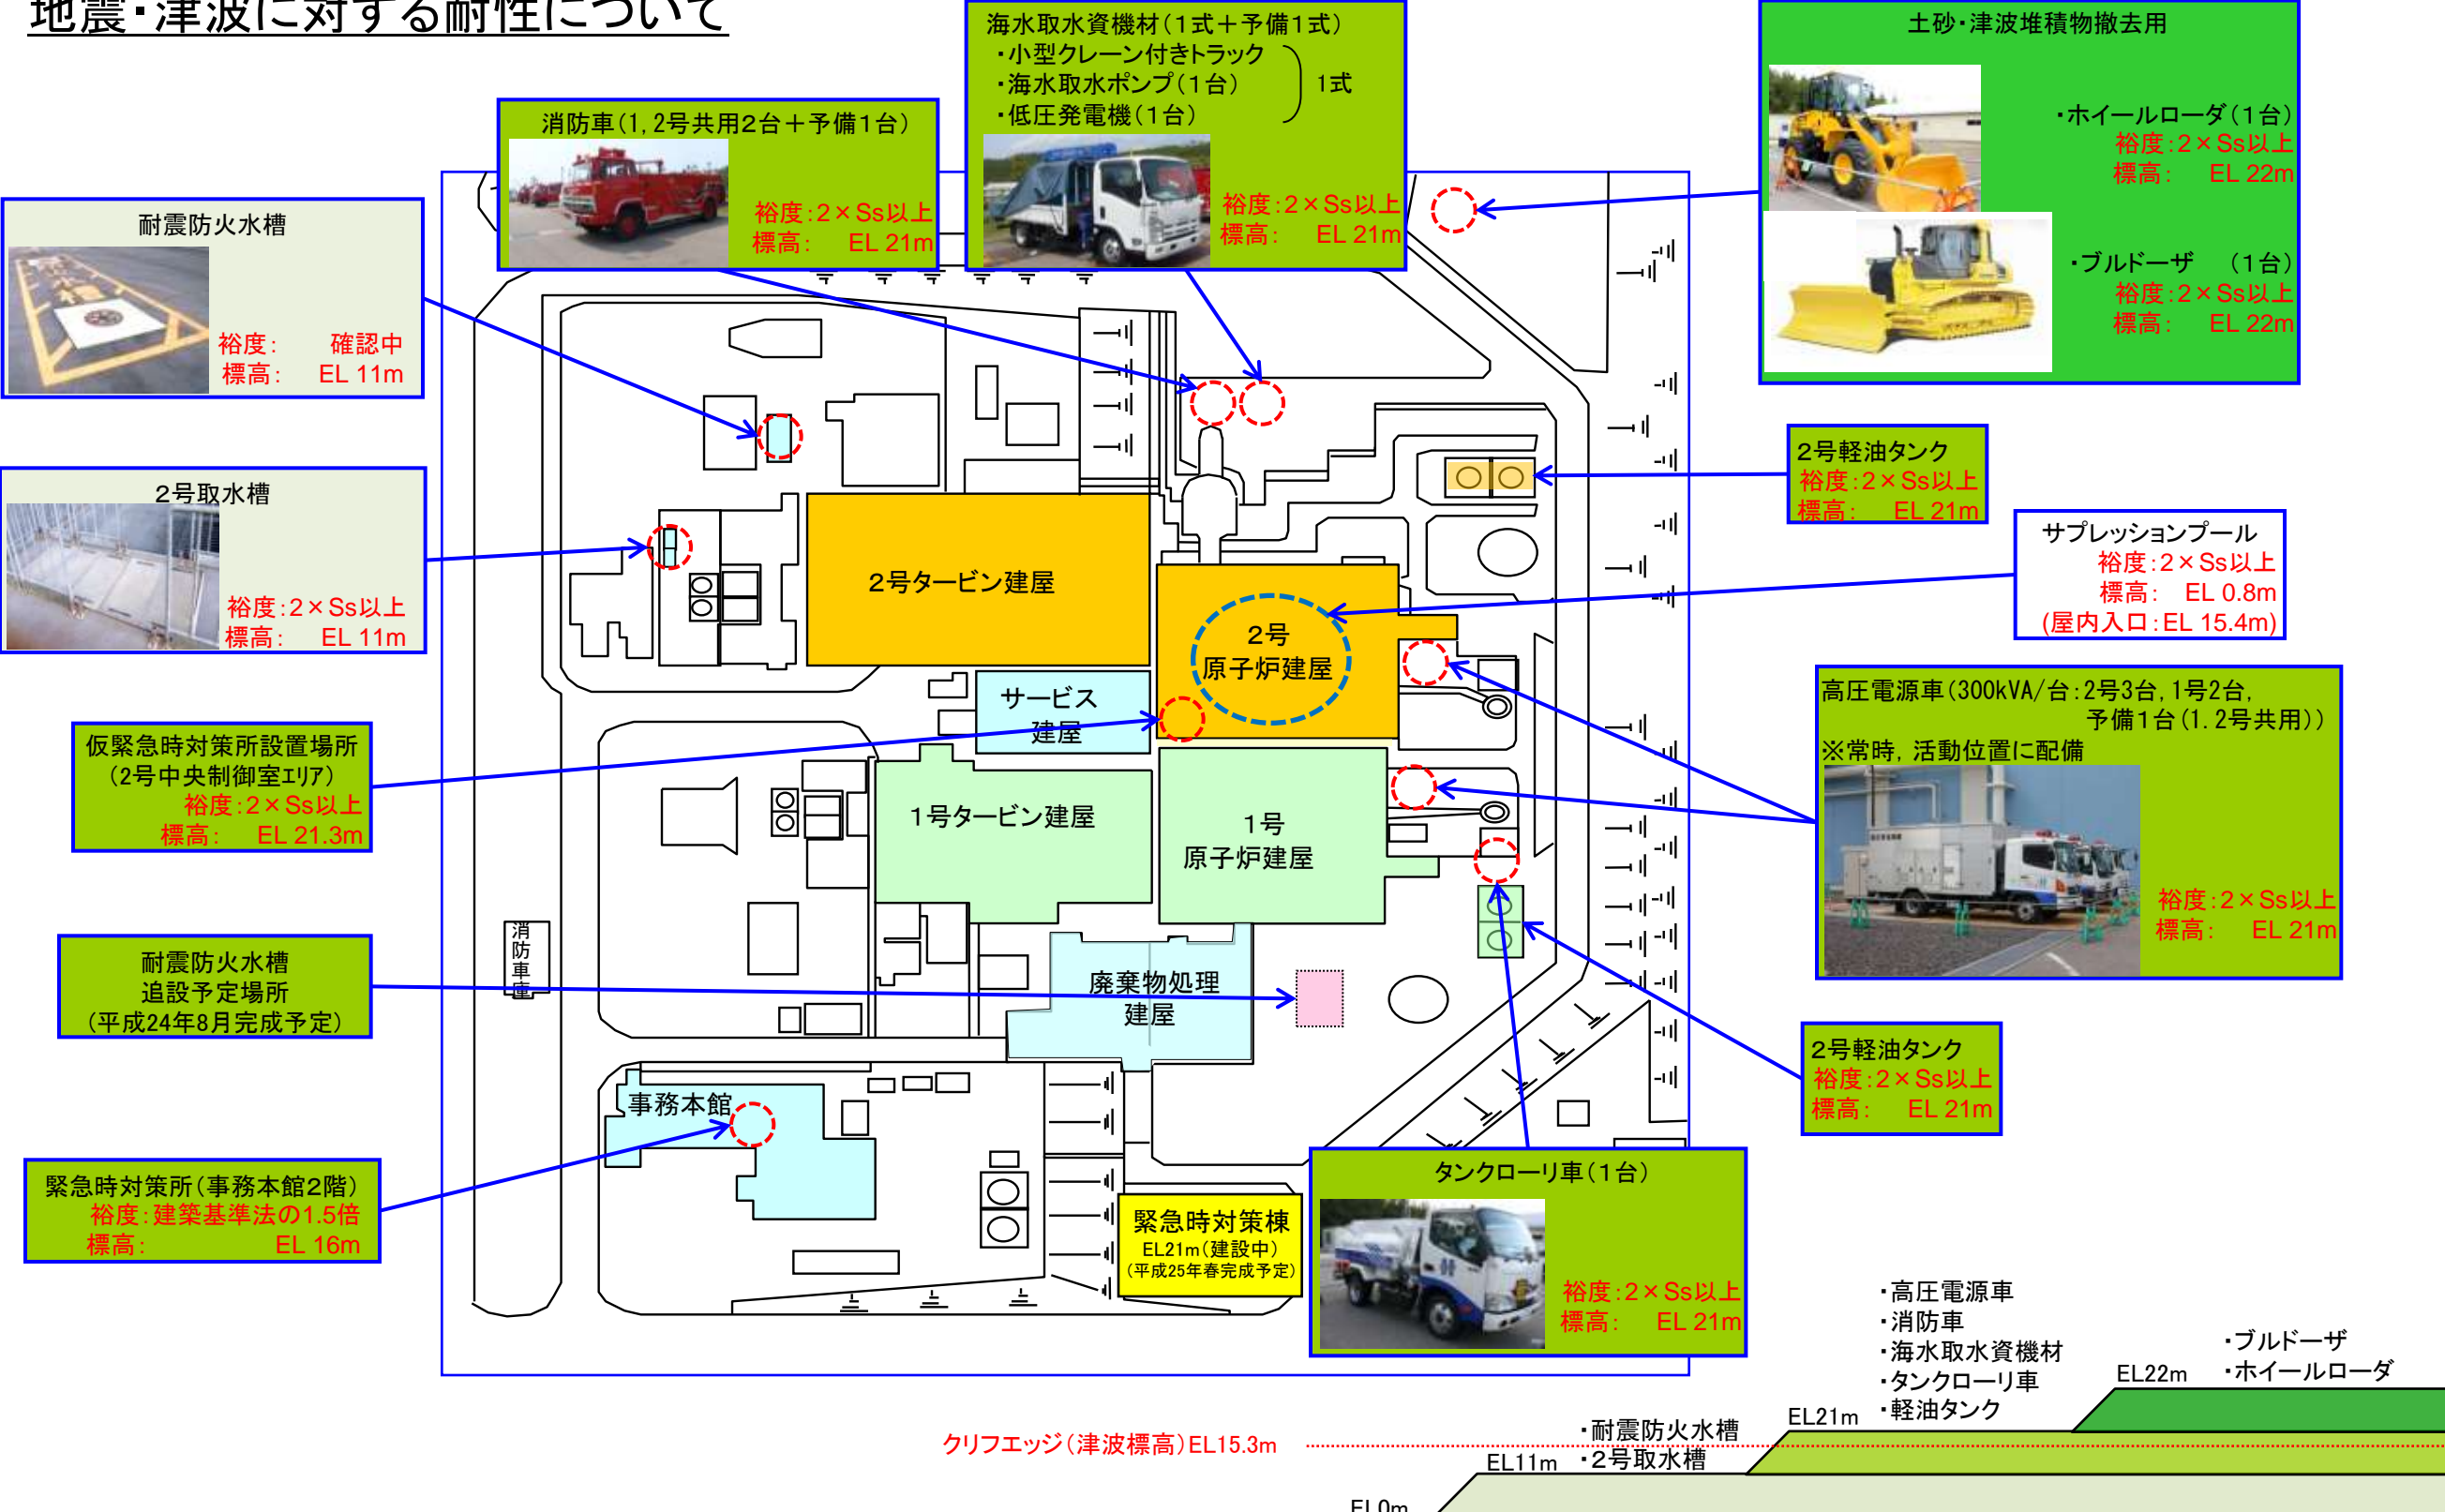 地震・津波に対する耐性について
海水取水資機材(1式+予備1式)
・小型クレーン付きトラック
・海水取水ポンプ(1台)
・低圧発電機(1台)
1式
裕度:2×Ss以上
標高: EL 21m
土砂・津波堆積物撤去用
・ホイールローダ(1台)
裕度:2×Ss以上
標高: EL 22m
・ブルドーザ (1台)
裕度:2×Ss以上
標高: EL 22m
消防車(1,2号共用2台+予備1台)
裕度:2×Ss以上
標高: EL 21m
耐震防火水槽
裕度: 確認中
標高: EL 11m
2号取水槽
裕度:2×Ss以上
標高: EL 11m
2号軽油タンク
裕度:2×Ss以上
標高: EL 21m
サプレッションプール
裕度:2×Ss以上
標高: EL 0.8m
(屋内入口:EL 15.4m)
2号タービン建屋
2号
原子炉建屋
サービス
建屋
高圧電源車(300kVA/台:2号3台,1号2台,
予備1台(1.2号共用))
※常時,活動位置に配備
裕度:2×Ss以上
標高: EL 21m
仮緊急時対策所設置場所
(2号中央制御室エリア)
裕度:2×Ss以上
標高: EL 21.3m
1号タービン建屋
1号
原子炉建屋
消防車庫
耐震防火水槽
追設予定場所
(平成24年8月完成予定)
廃棄物処理
建屋
2号軽油タンク
裕度:2×Ss以上
標高: EL 21m
事務本館
緊急時対策所(事務本館2階)
裕度:建築基準法の1.5倍
標高: EL 16m
緊急時対策棟
EL21m(建設中)
(平成25年春完成予定)
タンクローリ車(1台)
裕度:2×Ss以上
標高: EL 21m
・高圧電源車
・消防車
・海水取水資機材
・タンクローリ車
・軽油タンク
・ブルドーザ
・ホイールローダ
EL22m
EL21m
クリフエッジ(津波標高)EL15.3m
・耐震防火水槽
・2号取水槽
EL11m
EL0m